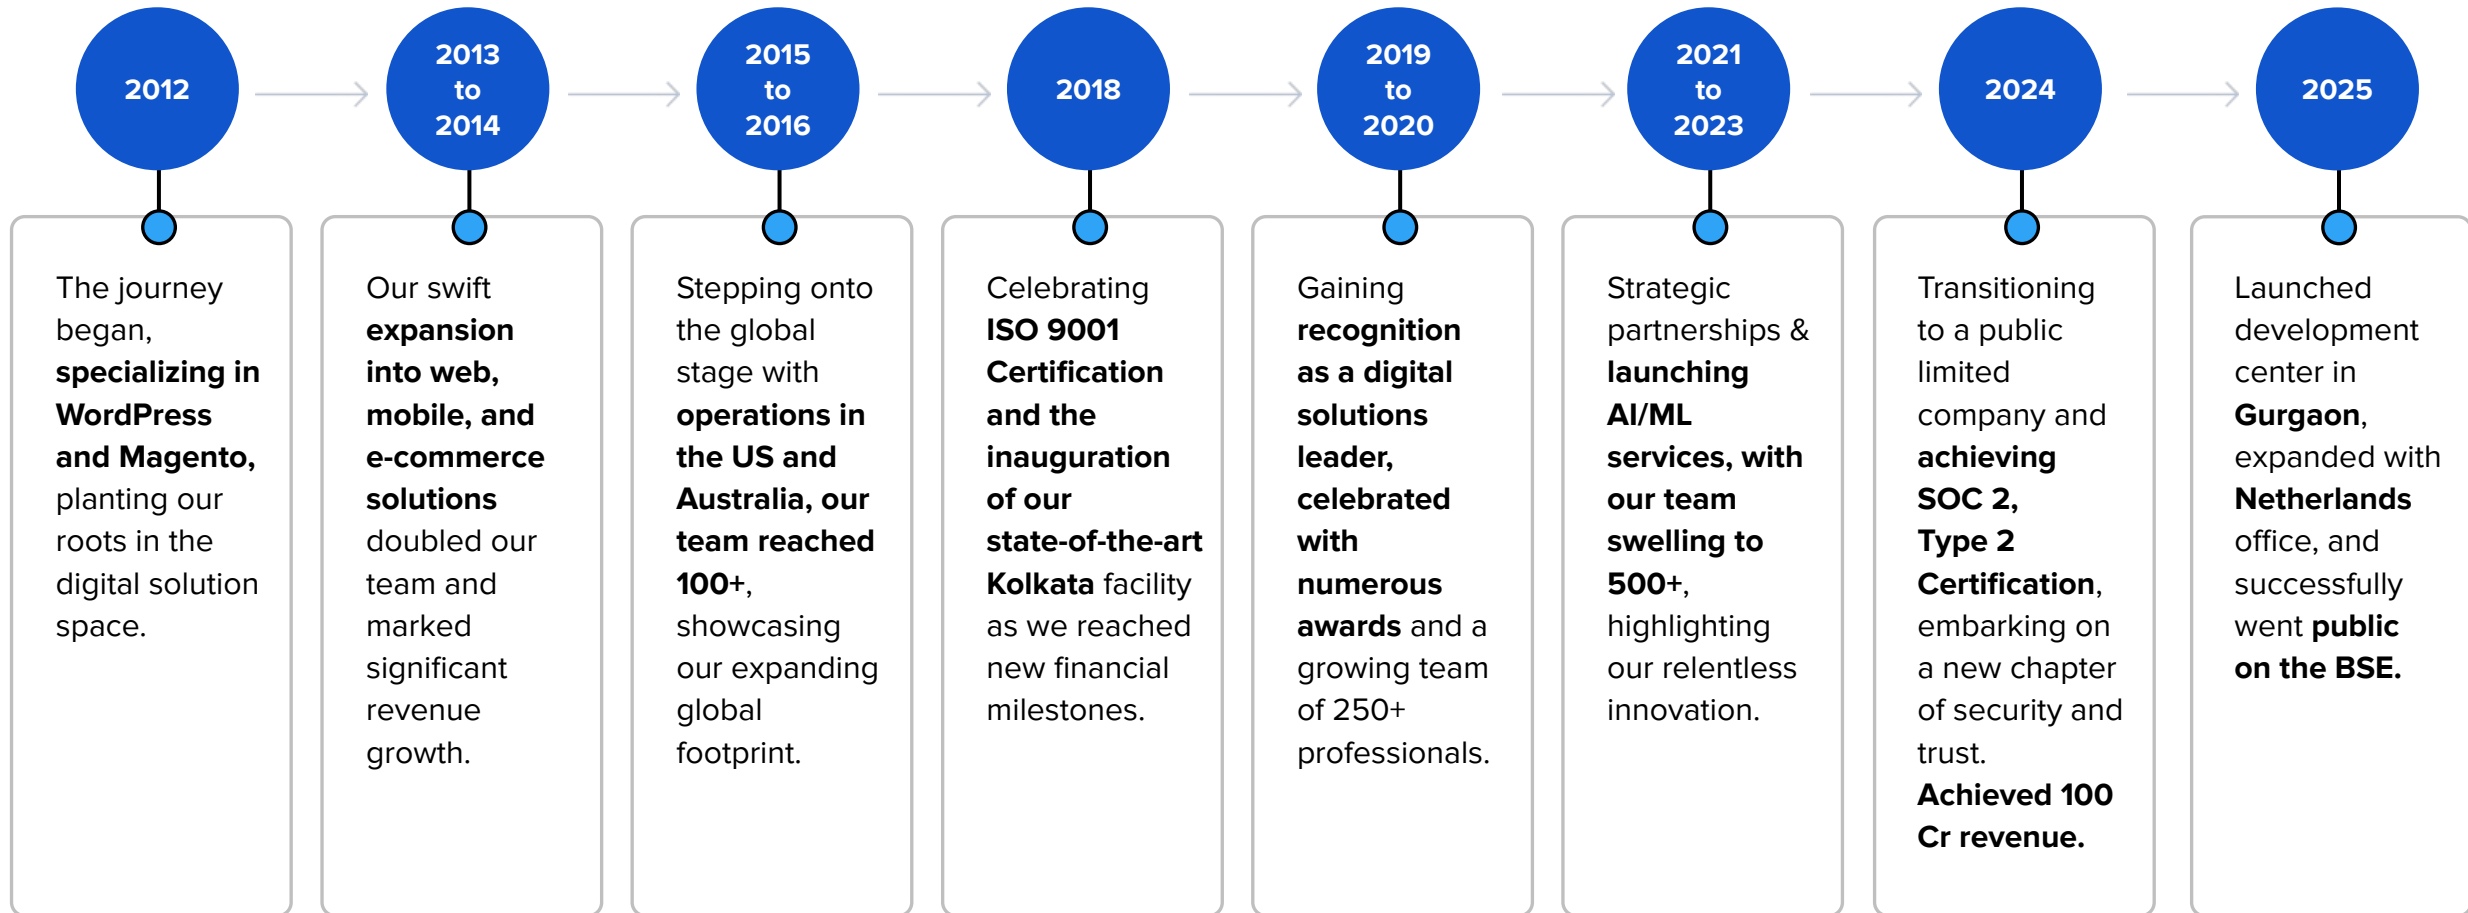 2012
The journey
began,
specializing in
WordPress
and Magento,
planting our
roots in the
digital solution
space.
2013
to
2014
Our swift
expansion
into web,
mobile, and
e-commerce
solutions
doubled our
team and
marked
significant
revenue
growth.
2015
to
2016
Stepping onto
the global
stage with
operations in
the US and
Australia, our
team reached
100+,
showcasing
our expanding
global
footprint.
2018
Celebrating
ISO 9001
Certification
and the
inauguration
of our
state-of-the-art
Kolkata facility
as we reached
new financial
milestones.
2019
to
2020
Gaining
recognition
as a digital
solutions
leader,
celebrated
with
numerous
awards and a
growing team
of 250+
professionals.
2021
to
2023
Strategic
partnerships &
launching
AI/ML
services, with
our team
swelling to
500+,
highlighting
our relentless
innovation.
2024
Transitioning
to a public
limited
company and
achieving
SOC 2,
Type 2
Certification,
embarking on
a new chapter
of security and
trust.
Achieved 100
Cr revenue.
2025
Launched
development
center in
Gurgaon,
expanded with
Netherlands
office, and
successfully
went public
on the BSE.